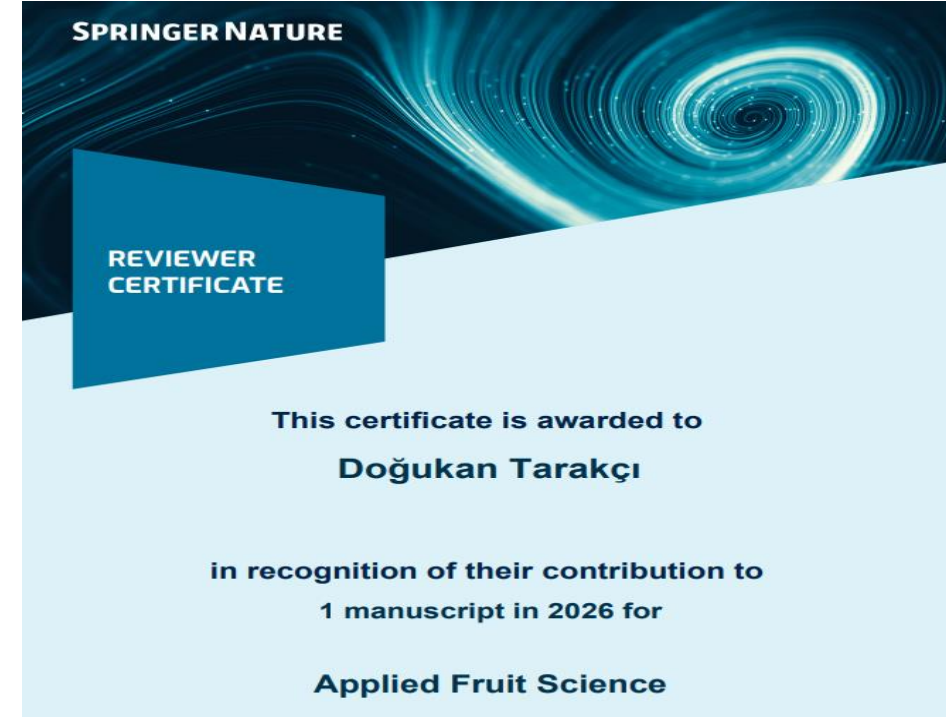 SPRINGER NATURE
REVIEWER
CERTIFICATE
This certificate is awarded to
Doğukan Tarakçı
in recognition of their contribution to
1 manuscript in 2026 for
Applied Fruit Science